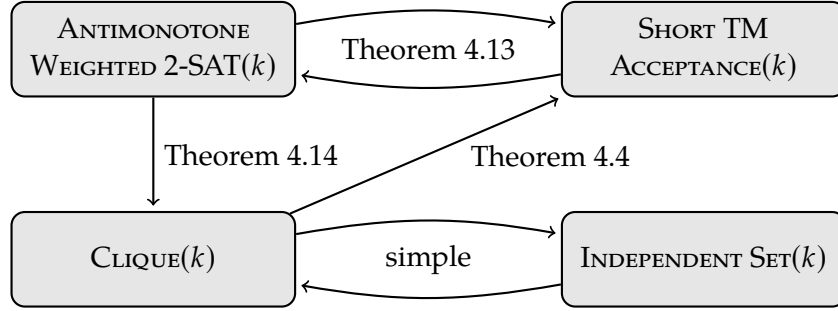 ANTIMONOTONE
WEIGHTED 2-SAT(k)
Theorem 4.13
SHORT TM
ACCEPTANCE(k)
Theorem 4.14
Theorem 4.4
CLIQUE(k)
simple
INDEPENDENT SET(k)